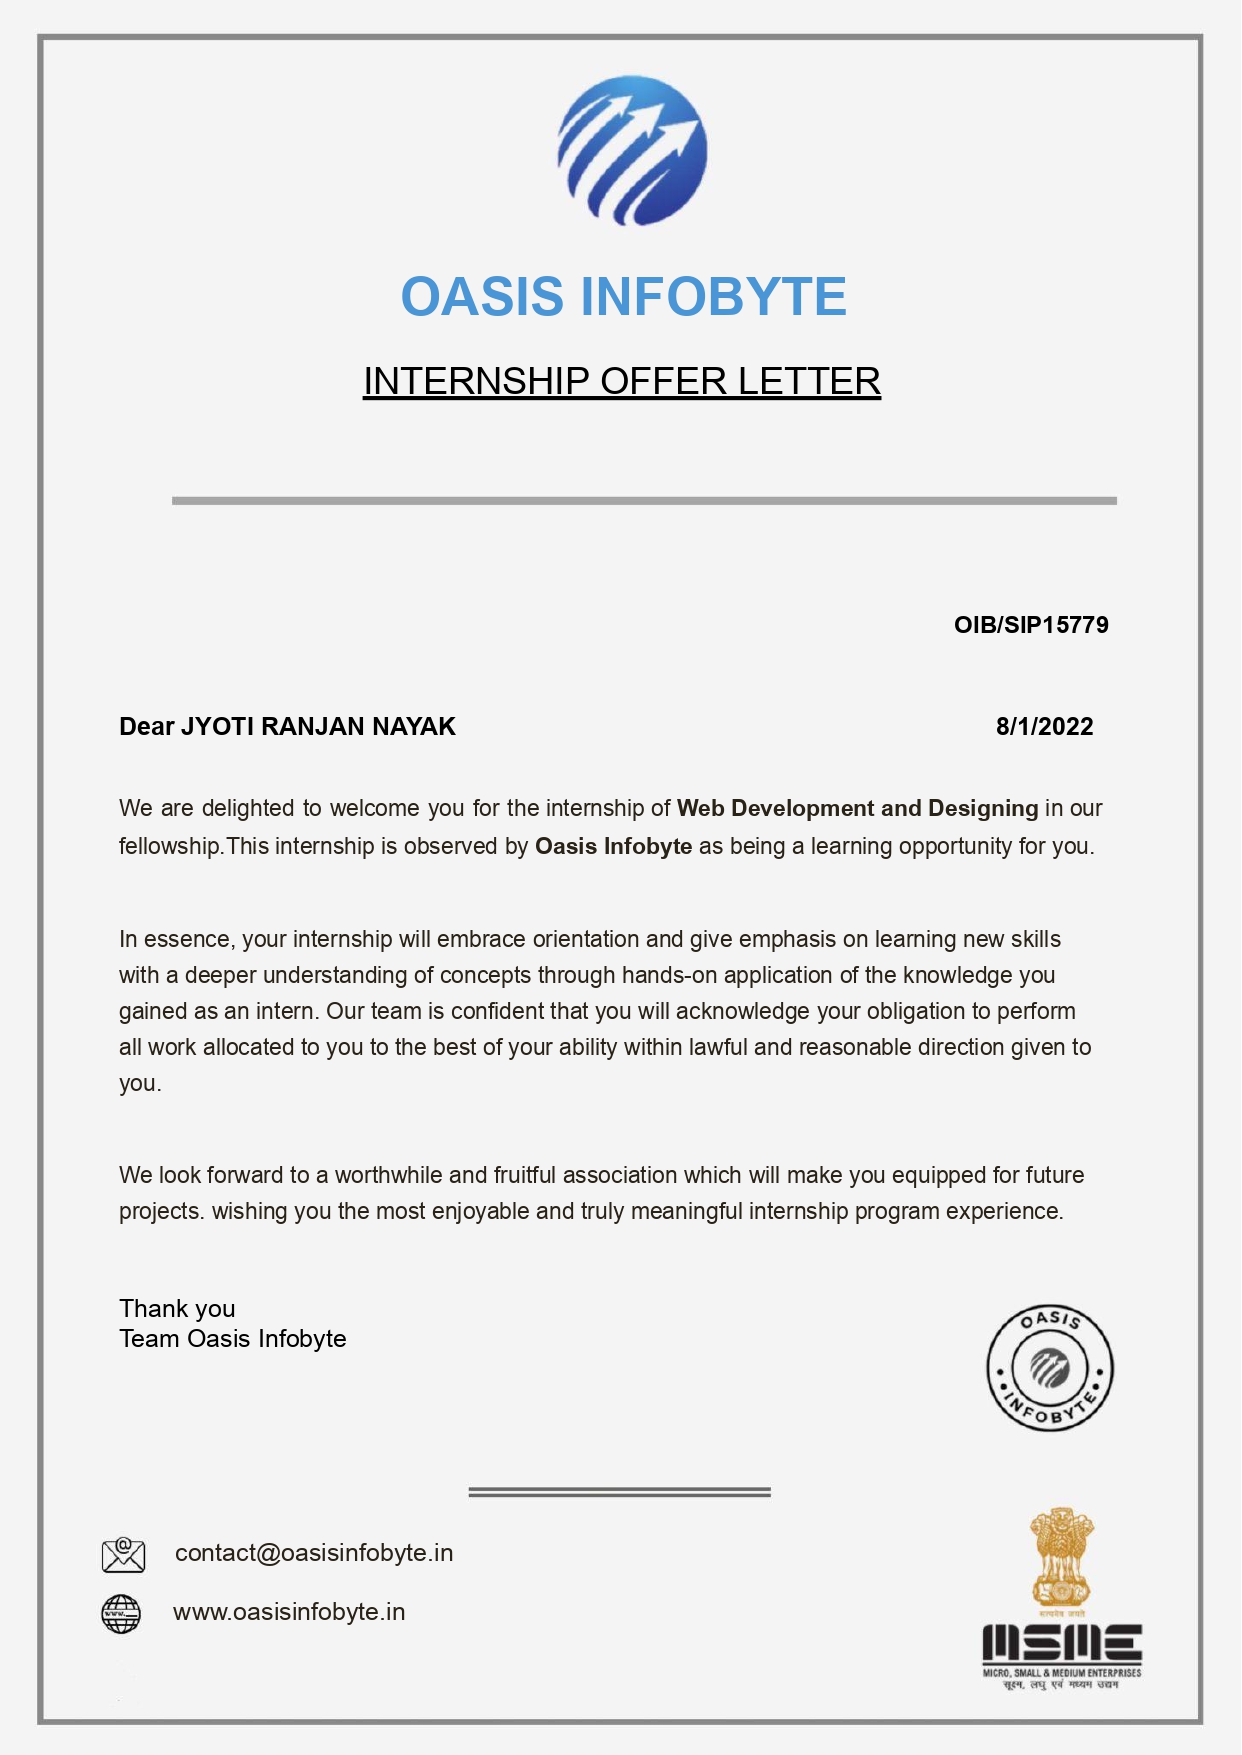 OASIS INFOBYTE
INTERNSHIP OFFER LETTER
OIB/SIP15779
Dear JYOTI RANJAN NAYAK 8/1/2022
We are delighted to welcome you for the internship of Web Development and Designing in our
fellowship.This internship is observed by Oasis Infobyte as being a learning opportunity for you.
In essence, your internship will embrace orientation and give emphasis on learning new skills
with a deeper understanding of concepts through hands-on application of the knowledge you
gained as an intern. Our team is confident that you will acknowledge your obligation to perform
all work allocated to you to the best of your ability within lawful and reasonable direction given to
you.
We look forward to a worthwhile and fruitful association which will make you equipped for future
projects. wishing you the most enjoyable and truly meaningful internship program experience.
Thank you
Team Oasis Infobyte
OASIS
INFOBYTE
contact@oasisinfobyte.in
www.
www.oasisinfobyte.in
सत्यमेव जयते
MSME
MICRO, SMALL & MEDIUM ENTERPRISES
सूक्ष्म, लघु एवं मध्यम उद्यम